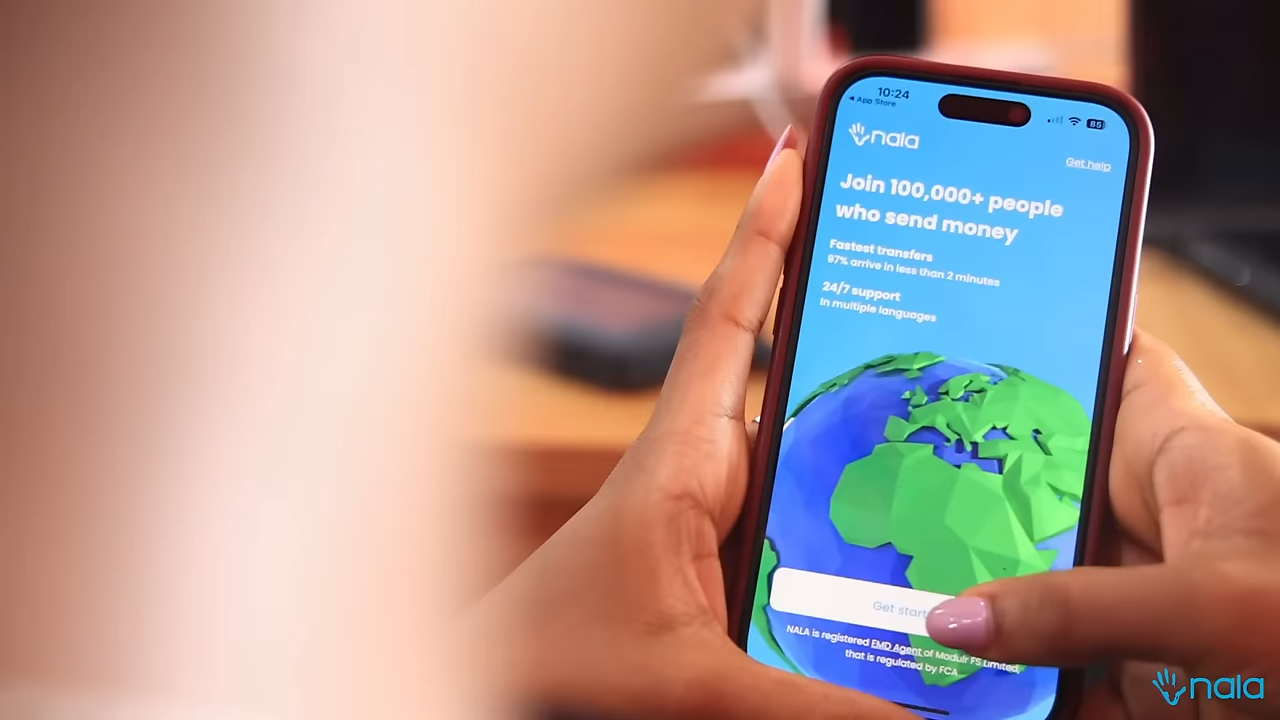 10:24
App Store
85
nala
Get help
Join 100,000+ people
who send money
Fastest transfers
97% arrive in less than 2 minutes
24/7 support
in multiple languages
Get start
NALA is registered EMD Agent of Modulr FS Limited,
that is regulated by FCA
nala